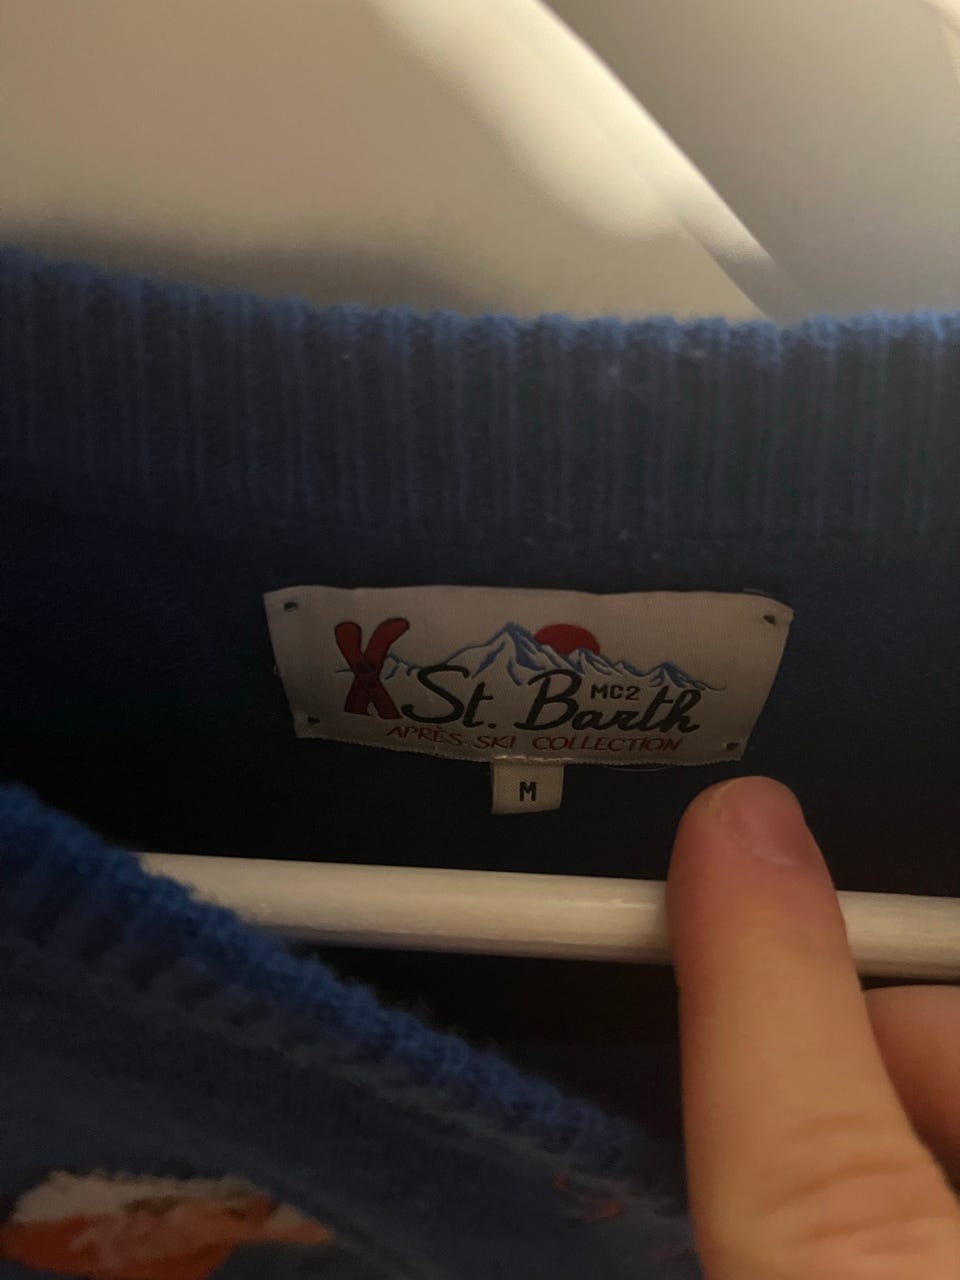 MC2
St. Barth
APRÈS-SKI COLLECTION
M